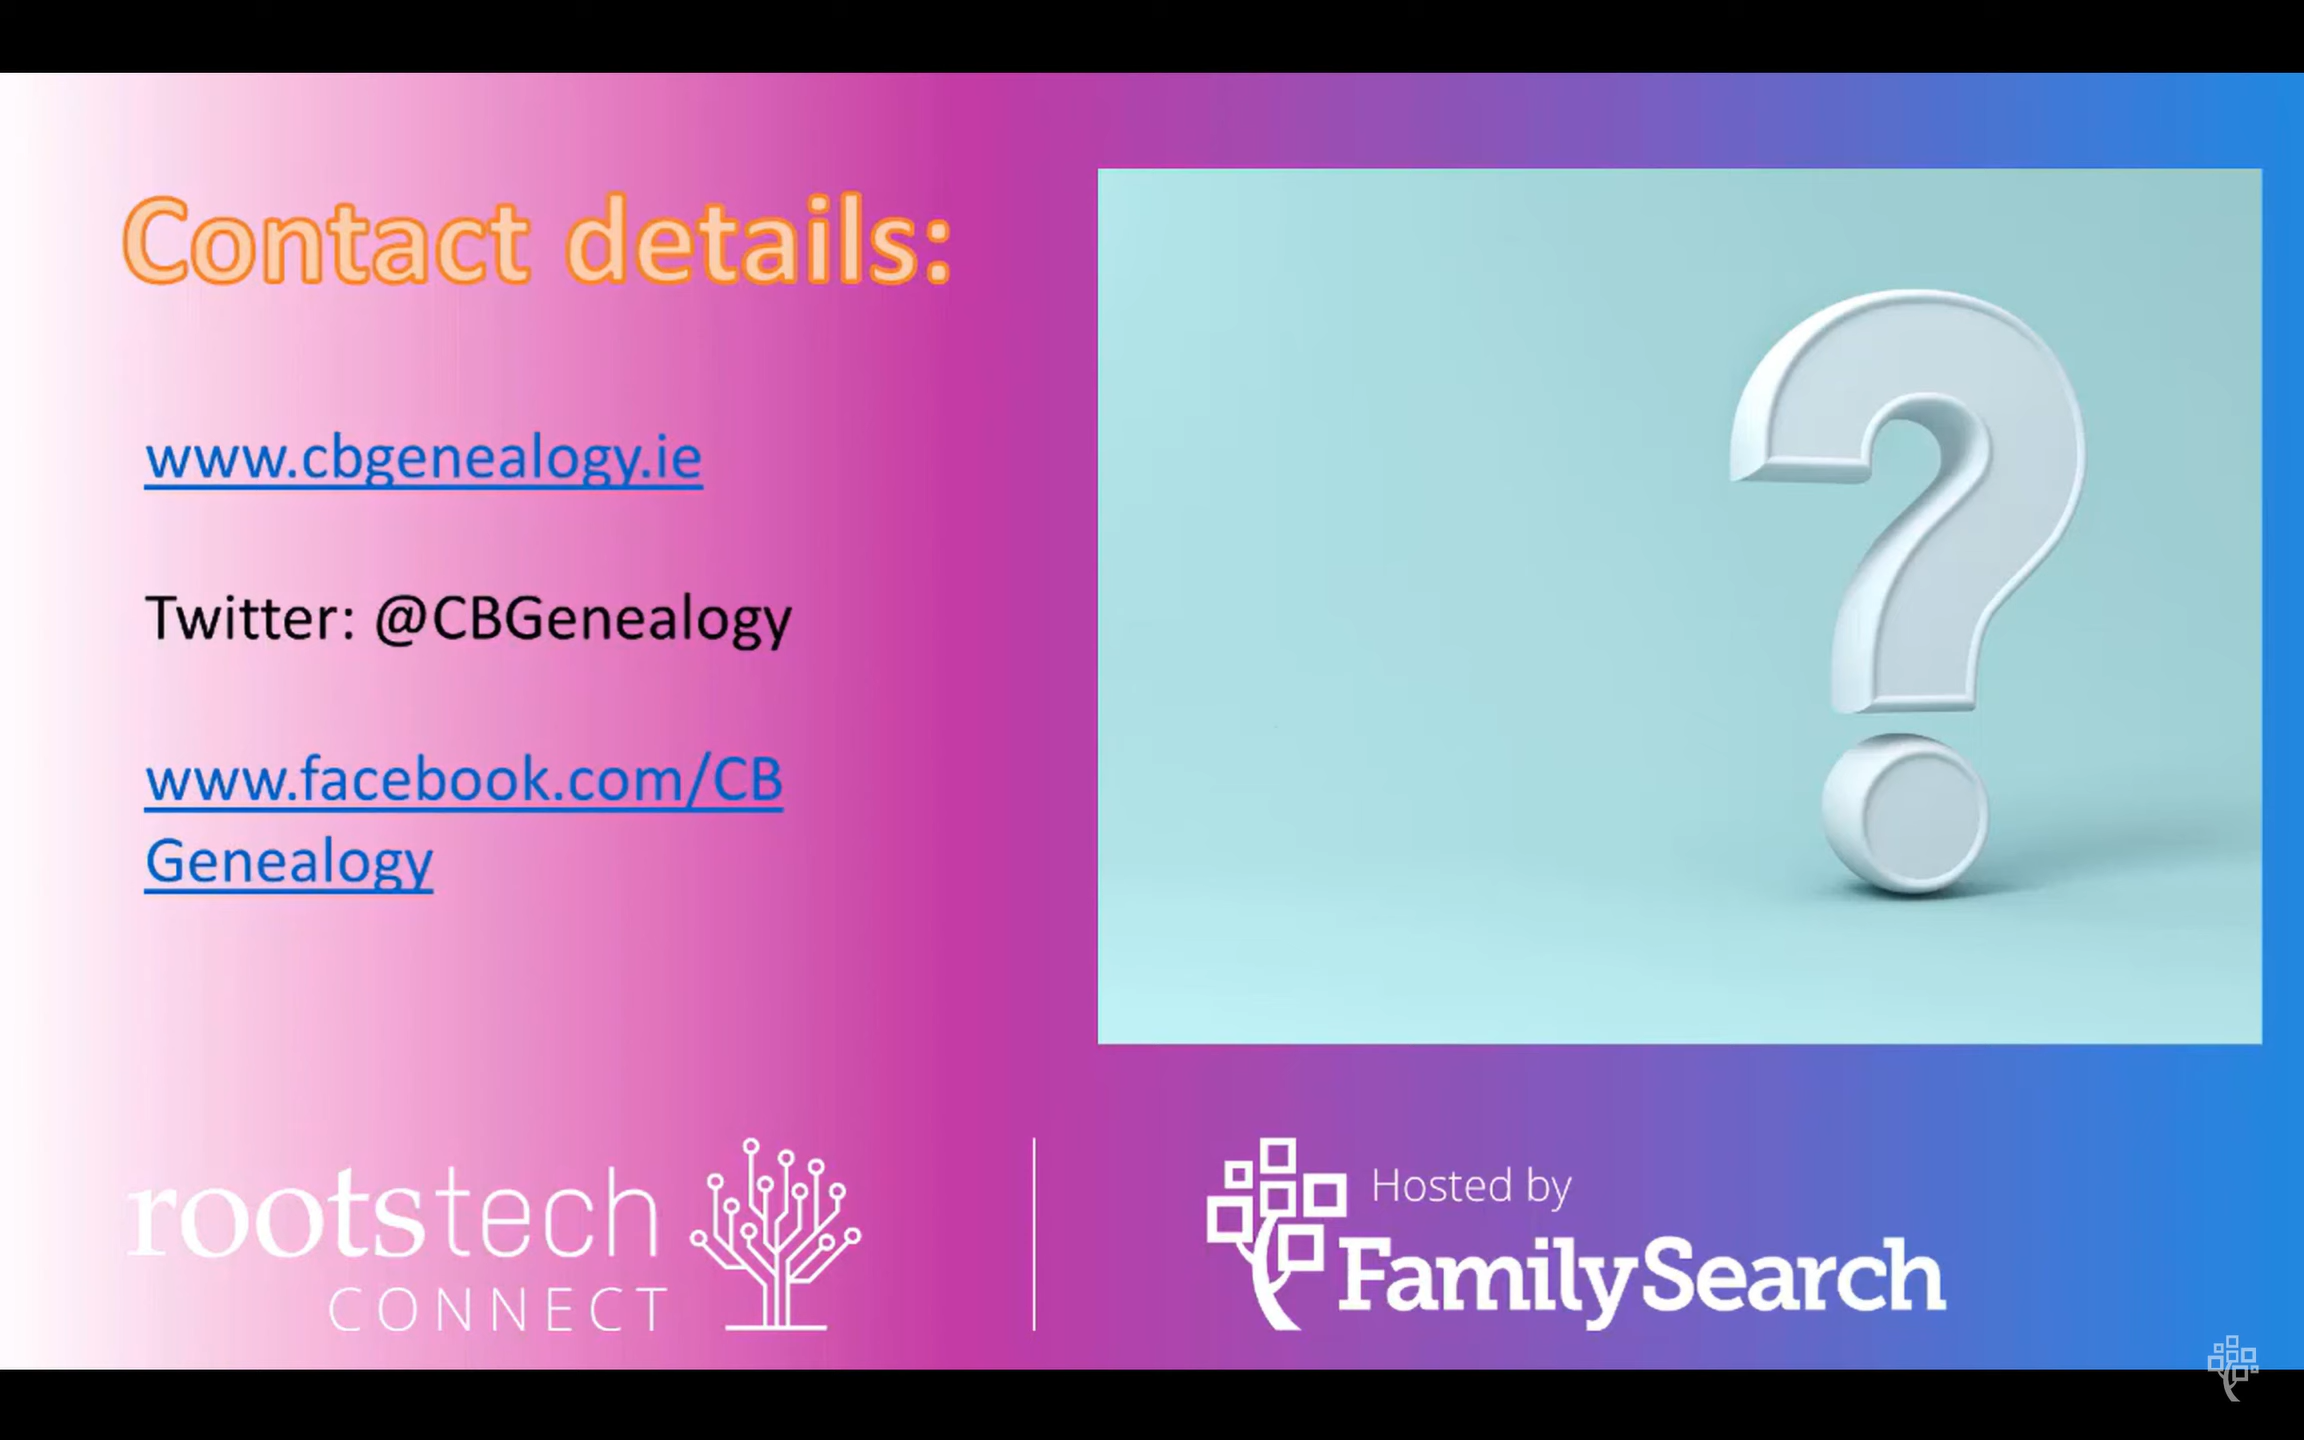 Contact details:
www.cbgenealogy.ie
Twitter: @CBGenealogy
www.facebook.com/CB
Genealogy
rootstech
CONNECT
Hosted by
FamilySearch